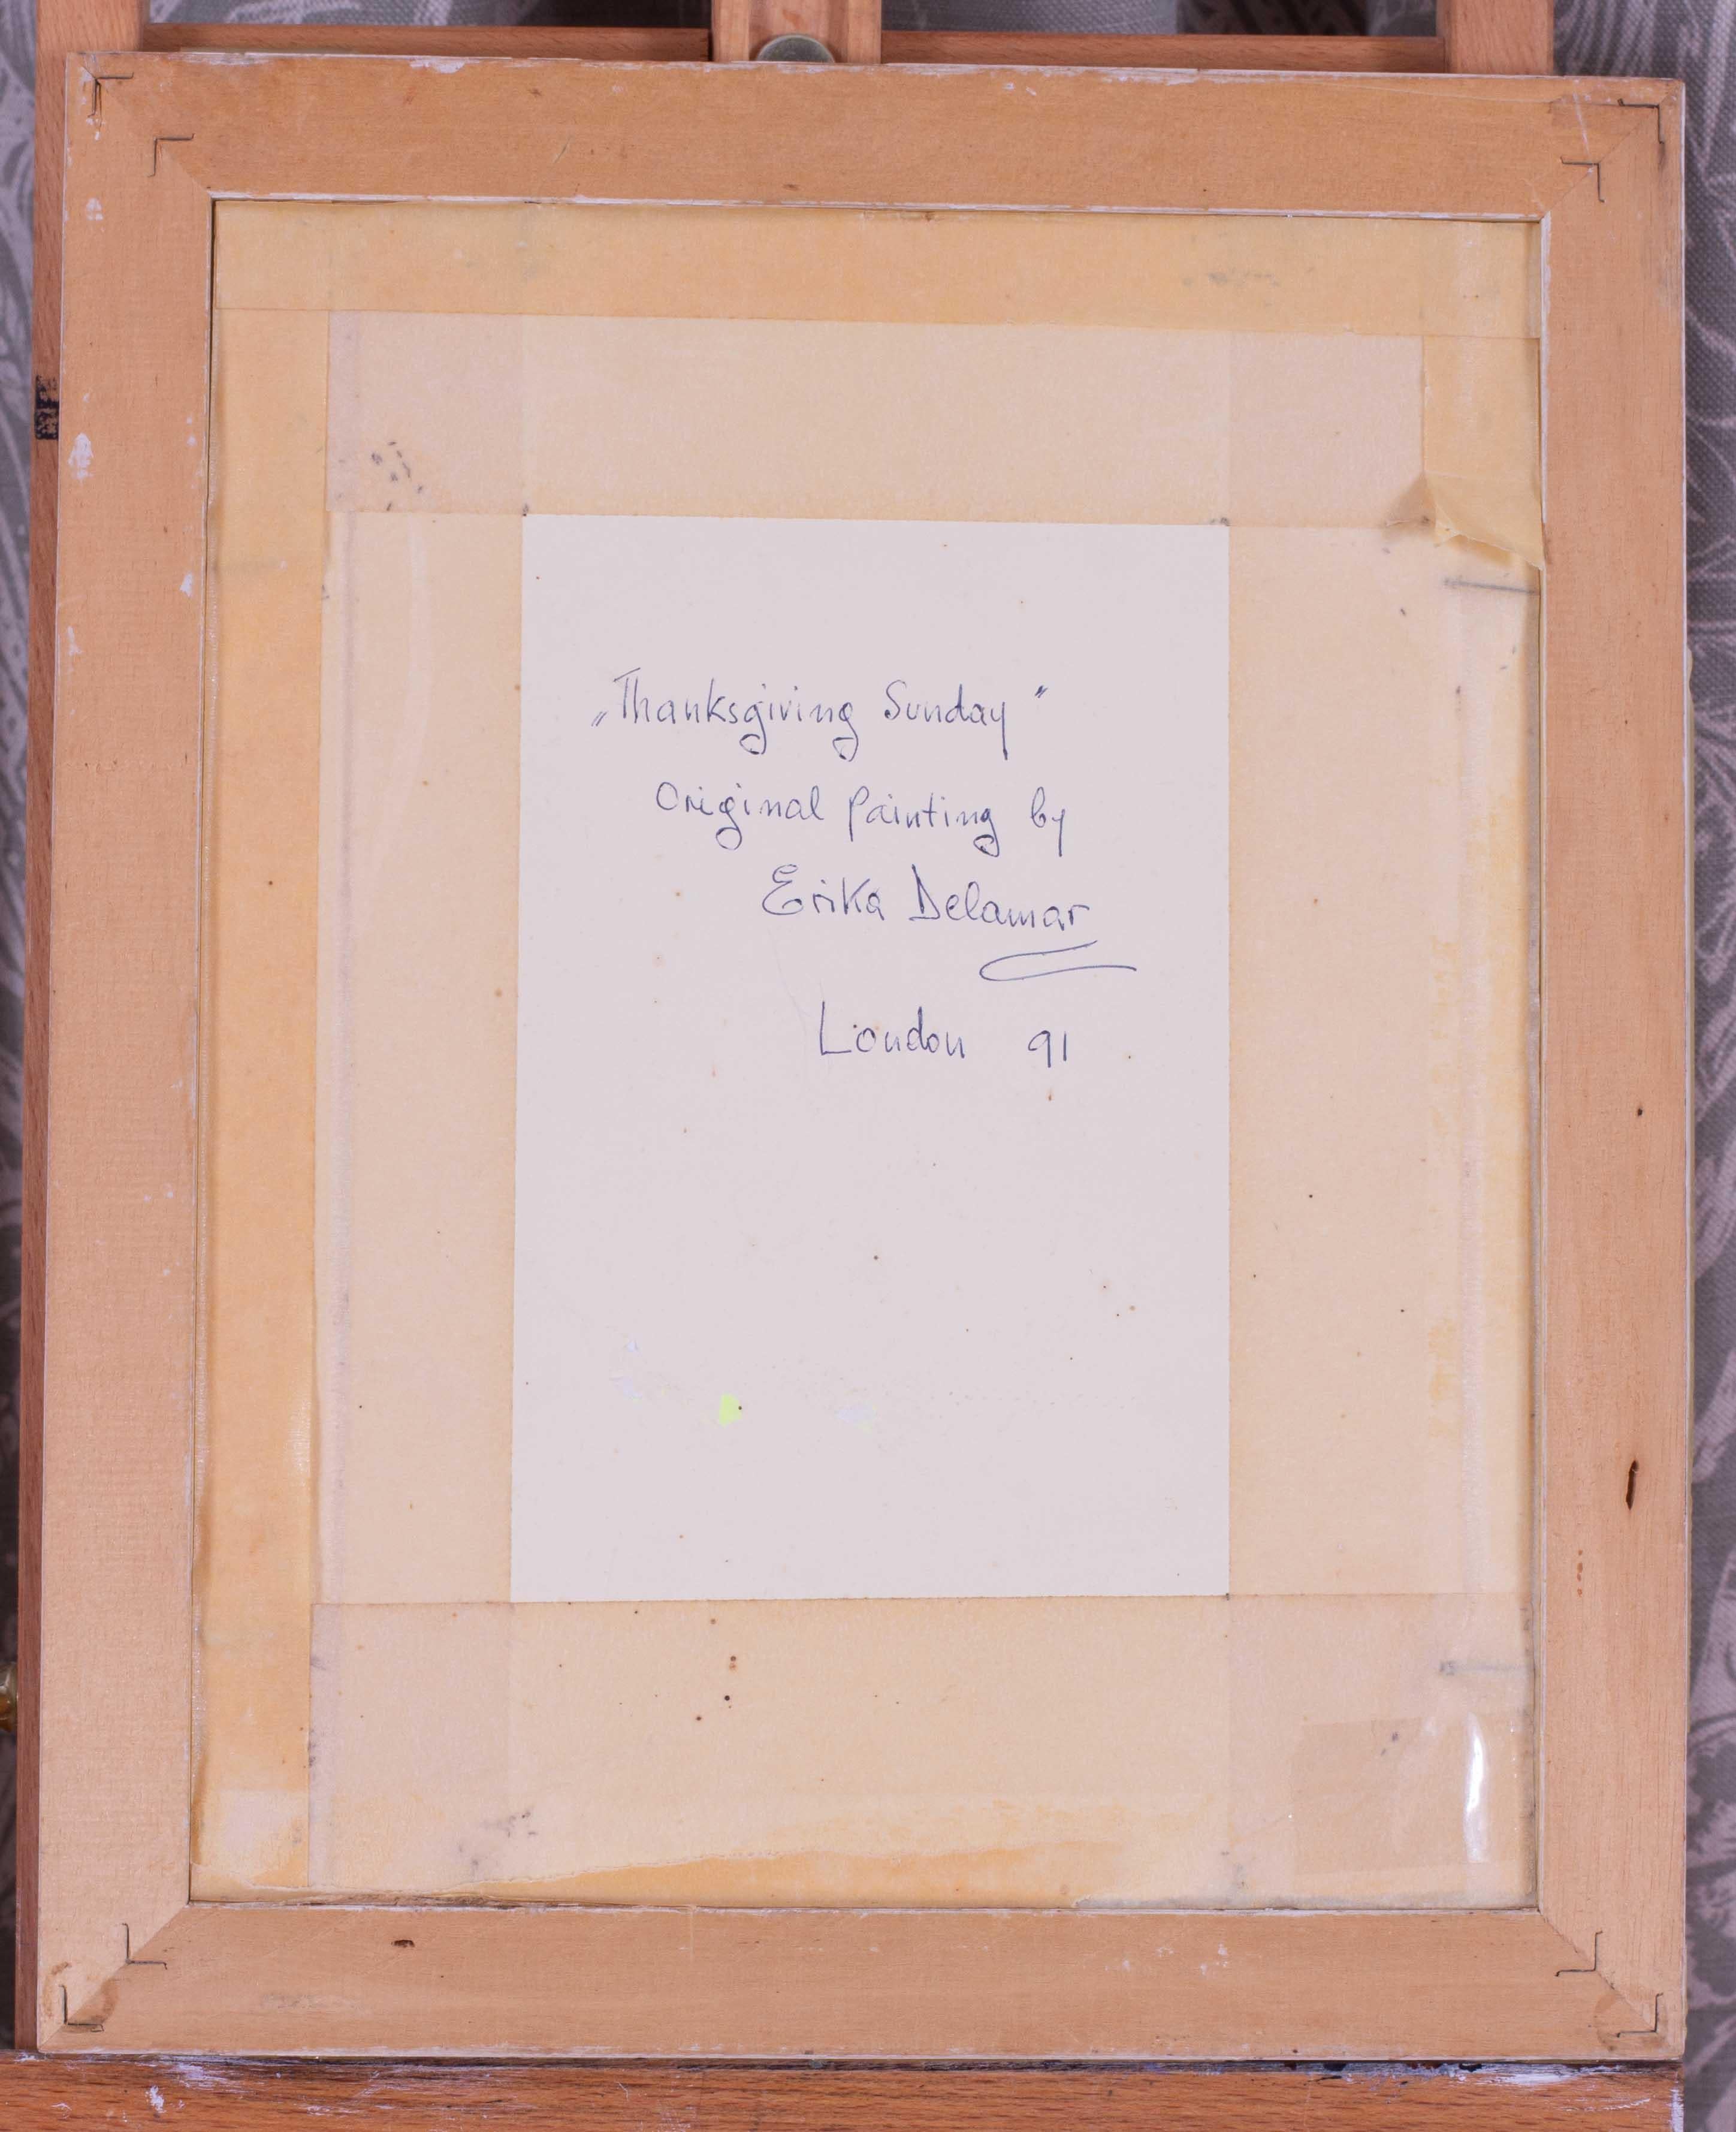 „Thanksgiving Sunday"
Original Painting by
Erika Delamar
London 91